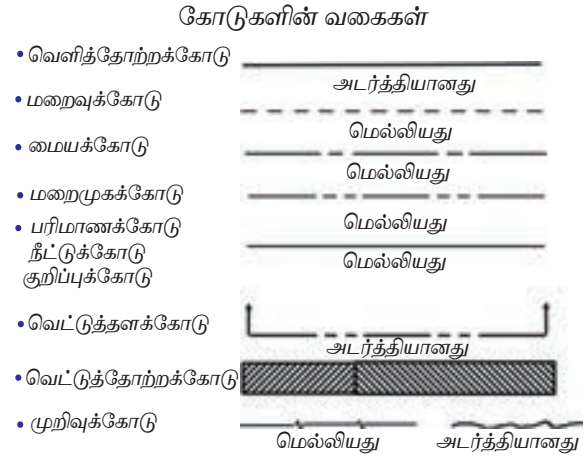 கோடுகளின் வகைகள்
• வெளித்தோற்றக்கோடு
அடர்த்தியானது
• மறைவுக்கோடு
மெல்லியது
• மையக்கோடு
மெல்லியது
• மறைமுகக்கோடு
மெல்லியது
• பரிமாணக்கோடு
நீட்டுக்கோடு
மெல்லியது
குறிப்புக்கோடு
• வெட்டுத்தளக்கோடு
அடர்த்தியானது
• வெட்டுத்தோற்றக்கோடு
• முறிவுக்கோடு
மெல்லியது அடர்த்தியானது